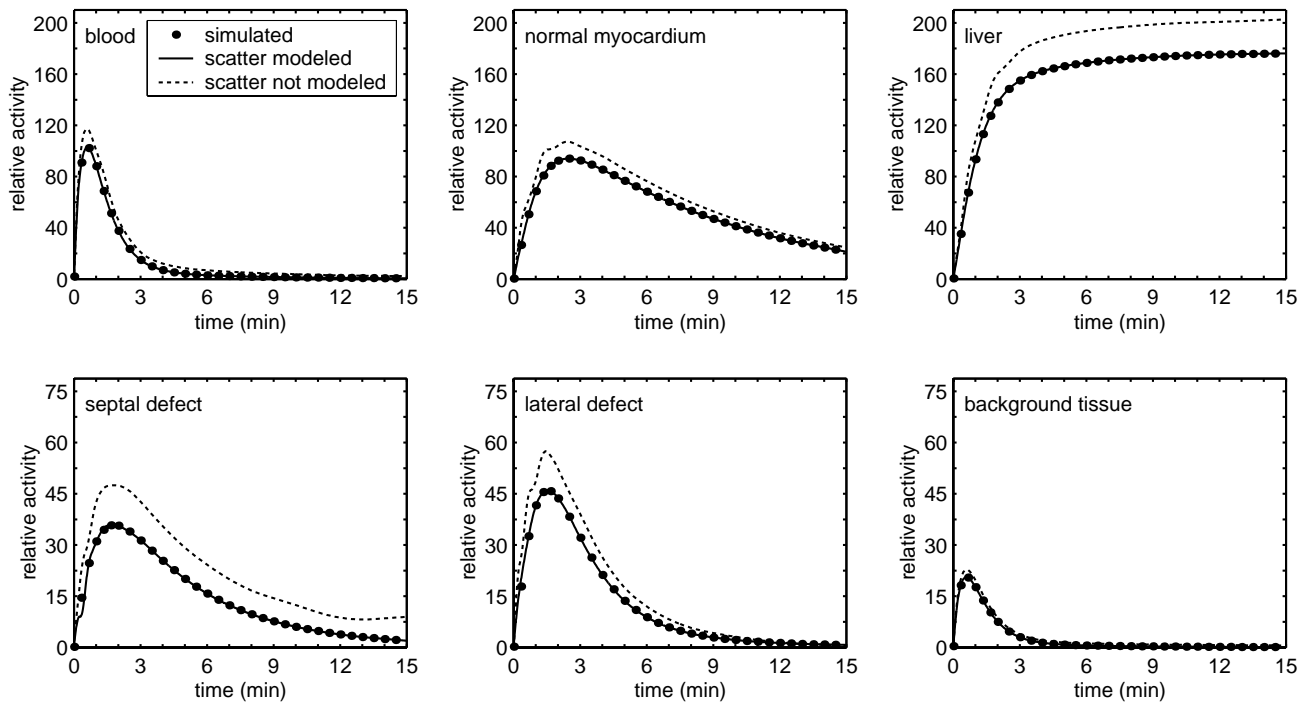 blood
simulated
scatter modeled
scatter not modeled
relative activity
200
160
120
80
40
0
0 3 6 9 12 15
time (min)
normal myocardium
relative activity
200
160
120
80
40
0
0 3 6 9 12 15
time (min)
liver
relative activity
200
160
120
80
40
0
0 3 6 9 12 15
time (min)
septal defect
relative activity
75
60
45
30
15
0
0 3 6 9 12 15
time (min)
lateral defect
relative activity
75
60
45
30
15
0
0 3 6 9 12 15
time (min)
background tissue
relative activity
75
60
45
30
15
0
0 3 6 9 12 15
time (min)